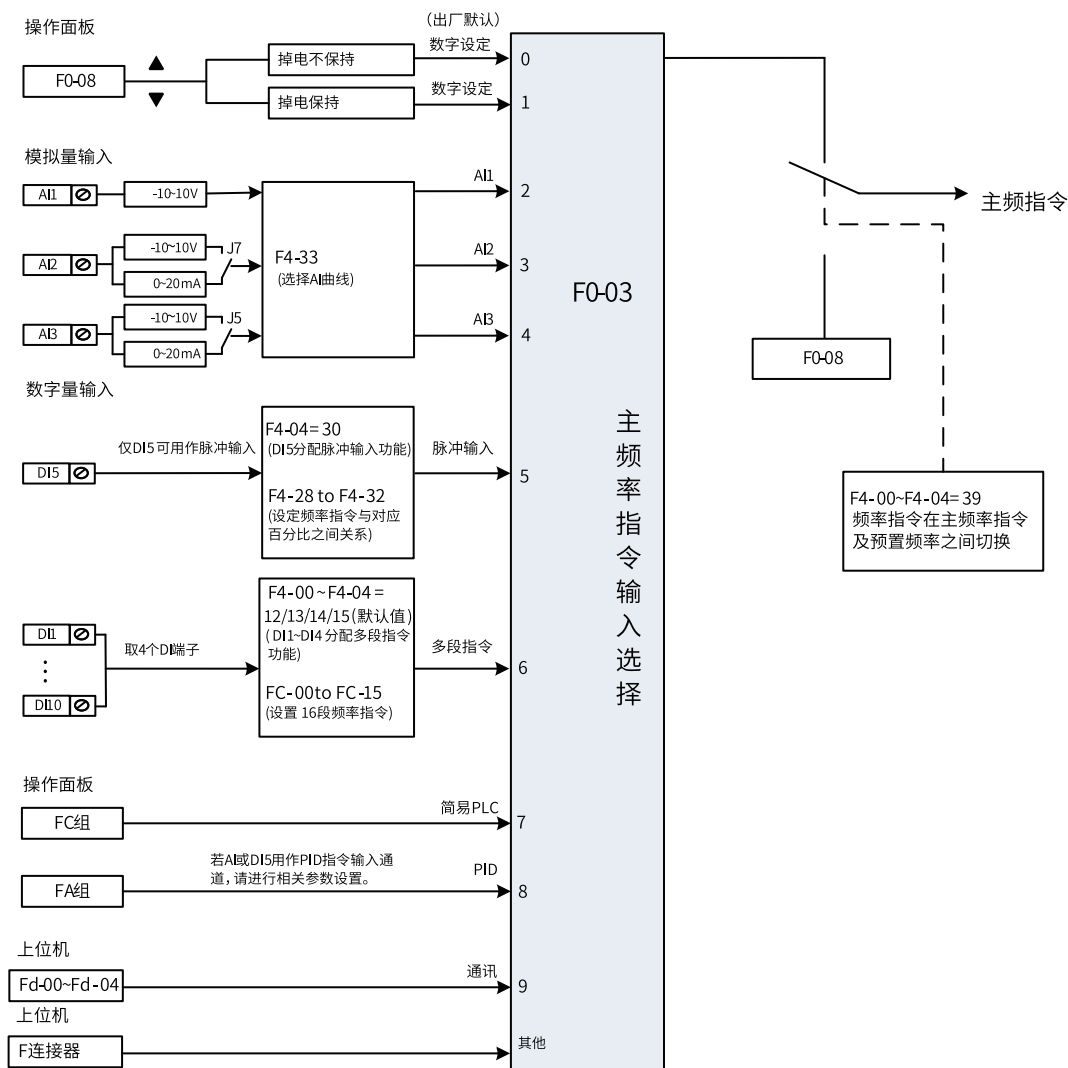 操作面板
(出厂默认)
数字设定
F0-08
掉电不保持
0
数字设定
掉电保持
1
模拟量输入
AI1
-10~10V
AI1
2
主频指令
AI2
-10~10V
J7
0~20mA
F4-33
(选择AI曲线)
AI2
3
F0-03
AI3
-10~10V
J5
0~20mA
AI3
4
F0-08
数字量输入
DI5
仅DI5可用作脉冲输入
F4-04=30
(DI5分配脉冲输入功能)
F4-28 to F4-32
(设定频率指令与对应
百分比之间关系)
脉冲输入
5
主频率指令输入选择
F4-00~F4-04=39
频率指令在主频率指令
及预置频率之间切换
DI1
⋮
DI10
取4个DI端子
F4-00~F4-04=
12/13/14/15(默认值)
(DI1~DI4分配多段指令
功能)
FC-00to FC-15
(设置 16段频率指令)
多段指令
6
操作面板
FC组
简易PLC
7
FA组
若AI或DI5用作PID指令输入通
道，请进行相关参数设置。
PID
8
上位机
Fd-00~Fd-04
通讯
9
上位机
F连接器
其他